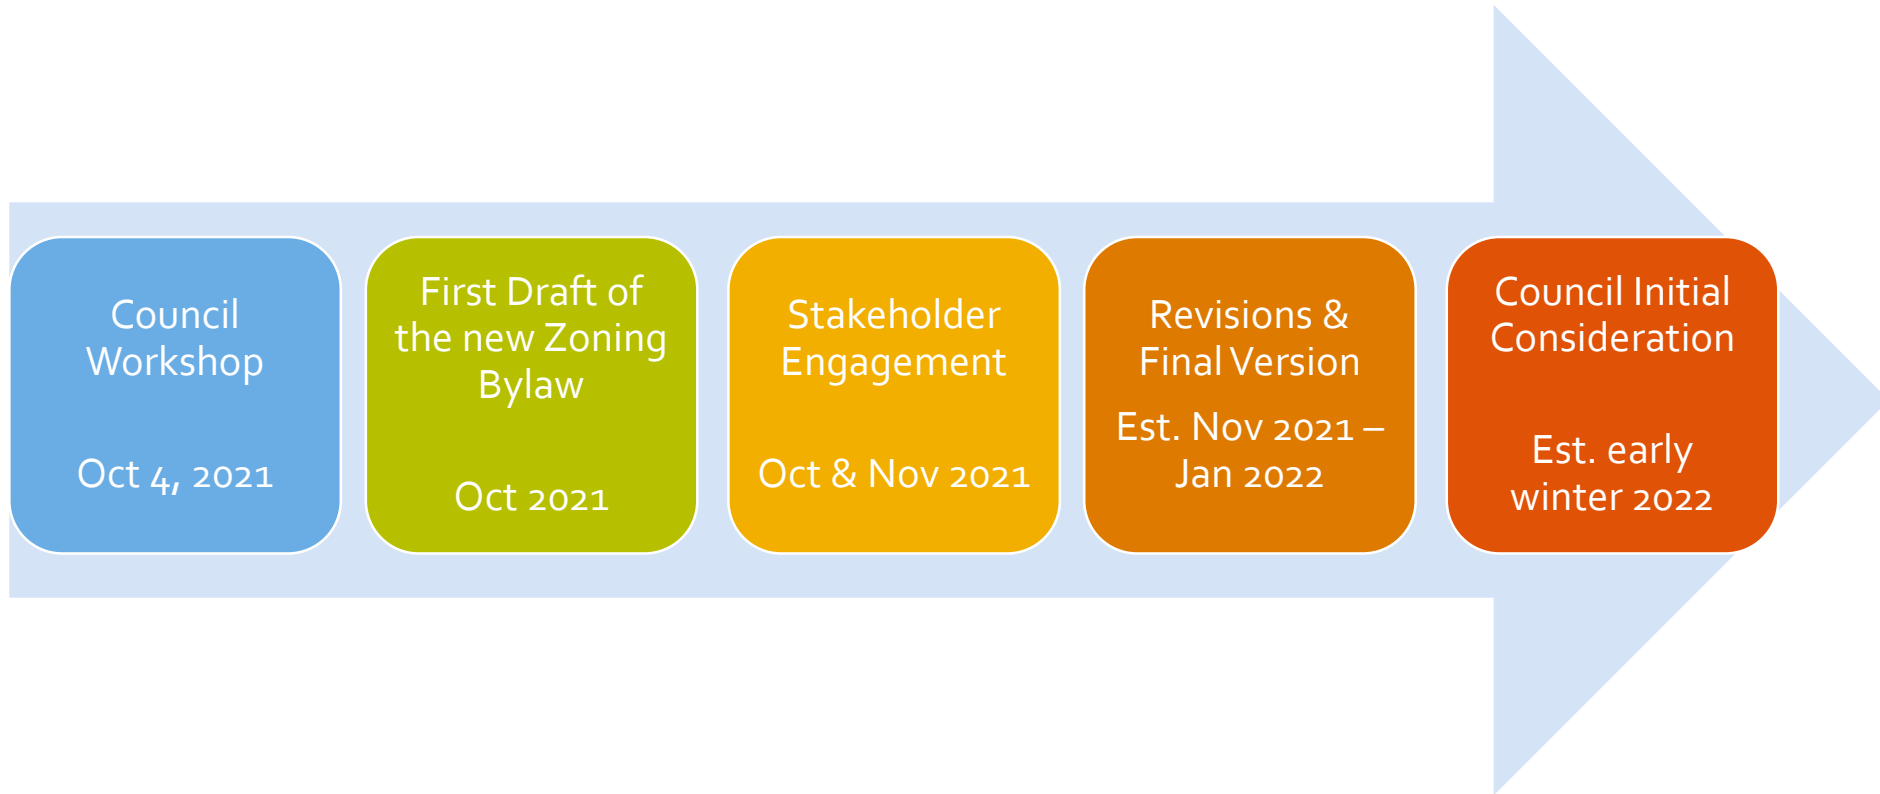 Council
Workshop
Oct 4, 2021
First Draft of
the new Zoning
Bylaw
Oct 2021
Stakeholder
Engagement
Oct & Nov 2021
Revisions &
Final Version
Est. Nov 2021 –
Jan 2022
Council Initial
Consideration
Est. early
winter 2022